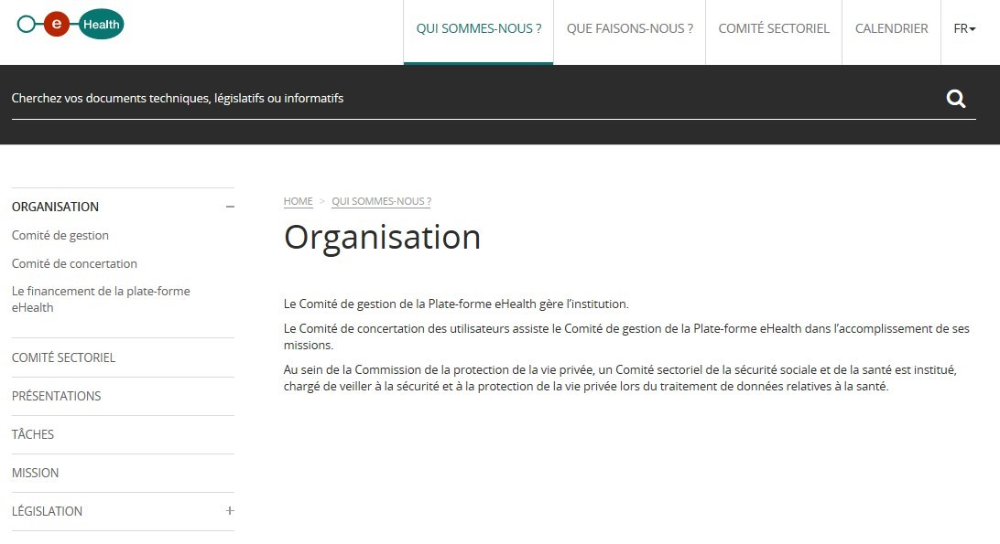 e Health
QUI SOMMES-NOUS ?
QUE FAISONS-NOUS ?
COMITÉ SECTORIEL
CALENDRIER
FR
Cherchez vos documents techniques, législatifs ou informatifs
ORGANISATION
Comité de gestion
Comité de concertation
Le financement de la plate-forme
eHealth
COMITÉ SECTORIEL
PRÉSENTATIONS
TÂCHES
MISSION
LÉGISLATION
HOME > QUI SOMMES-NOUS ?
Organisation
Le Comité de gestion de la Plate-forme eHealth gère l’institution.
Le Comité de concertation des utilisateurs assiste le Comité de gestion de la Plate-forme eHealth dans l’accomplissement de ses
missions.
Au sein de la Commission de la protection de la vie privée, un Comité sectoriel de la sécurité sociale et de la santé est institué,
chargé de veiller à la sécurité et à la protection de la vie privée lors du traitement de données relatives à la santé.